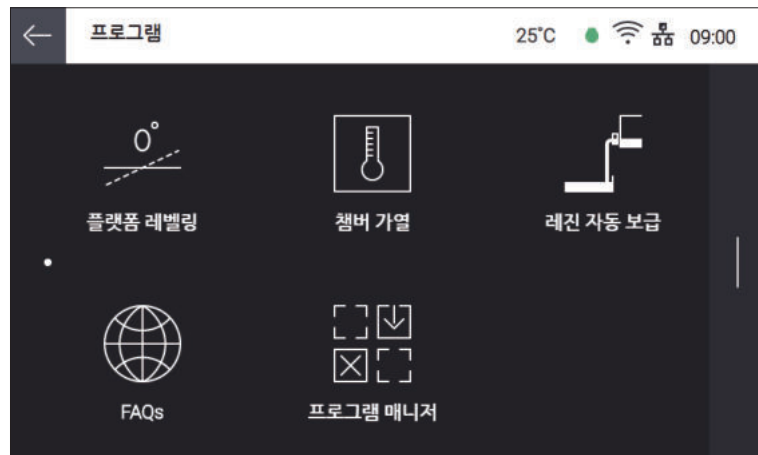 프로그램
25°C
09:00
0°
플랫폼 레벨링
챔버 가열
레진 자동 보급
FAQs
프로그램 매니저